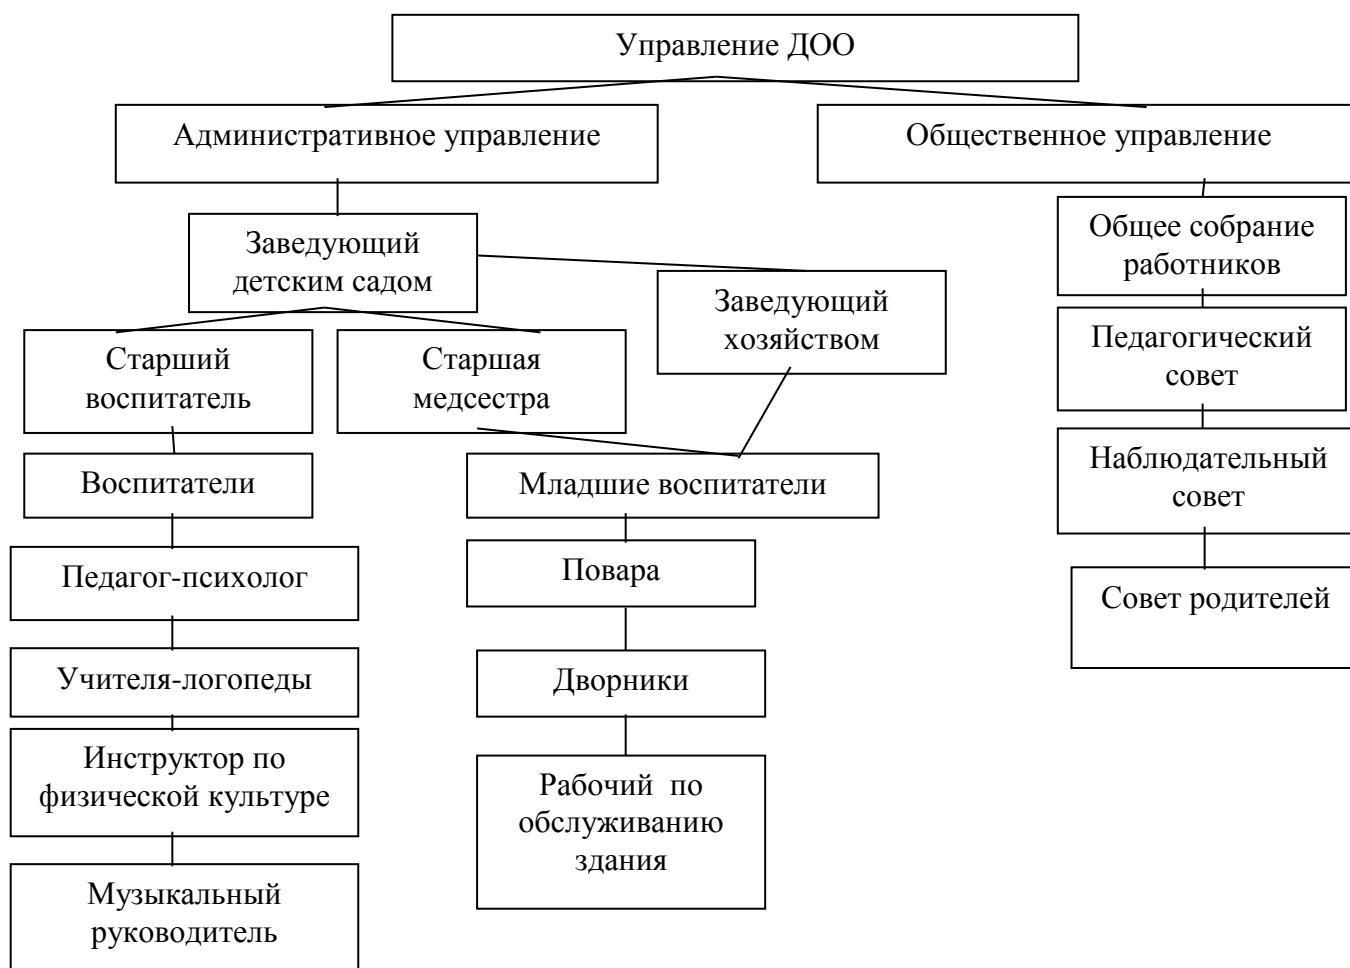 Управление ДОО
Административное управление
Общественное управление
Заведующий
детским садом
Общее собрание
работников
Заведующий
хозяйством
Старший
воспитатель
Старшая
медсестра
Педагогический
совет
Воспитатели
Младшие воспитатели
Наблюдательный
совет
Педагог-психолог
Повара
Совет родителей
Учителя-логопеды
Дворники
Инструктор по
физической культуре
Рабочий  по
обслуживанию
здания
Музыкальный
руководитель